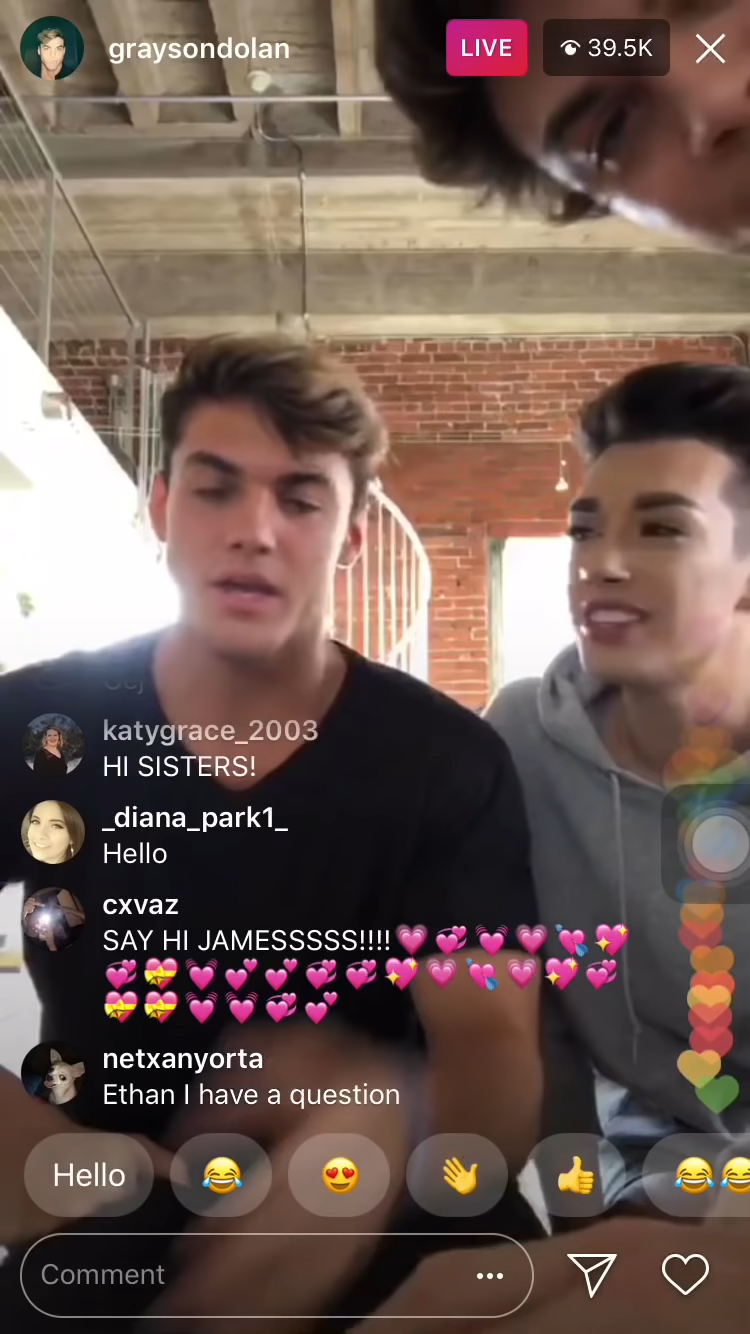 graysondolan LIVE 39.5K
katygrace_2003
HI SISTERS!
_diana_park1_
Hello
cxvaz
SAY HI JAMESSSSS!!!!💗💞💓💗💘💖
💞💝💓💕💕💞💞💖💗💘💗💖💞
💝💝💓💓💞💕
netxanyorta
Ethan I have a question
Hello 😂 😍 👋 👍 😂😂
Comment